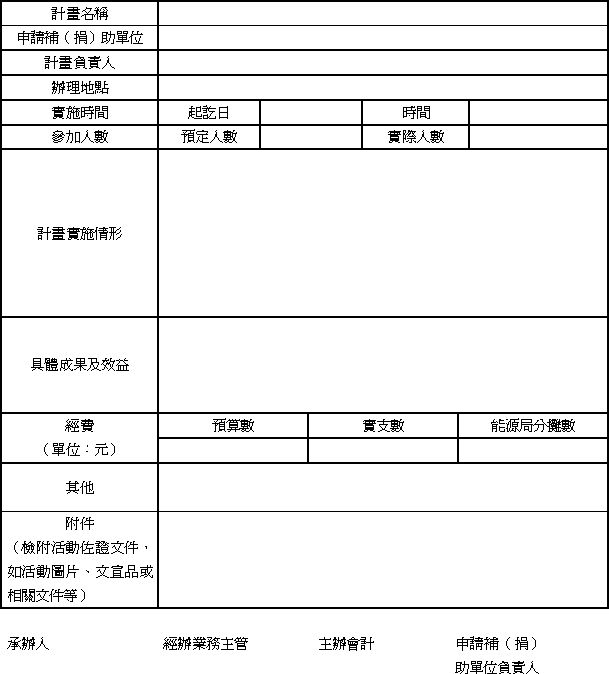 計畫名稱
申請補（捐）助單位
計畫負責人
辦理地點
實施時間 起訖日 時間
參加人數 預定人數 實際人數
計畫實施情形
具體成果及效益
經費
（單位：元）
預算數 實支數 能源局分攤數
其他
附件
（檢附活動佐證文件，
如活動圖片、文宣品或
相關文件等）
承辦人 經辦業務主管 主辦會計 申請補（捐）
助單位負責人